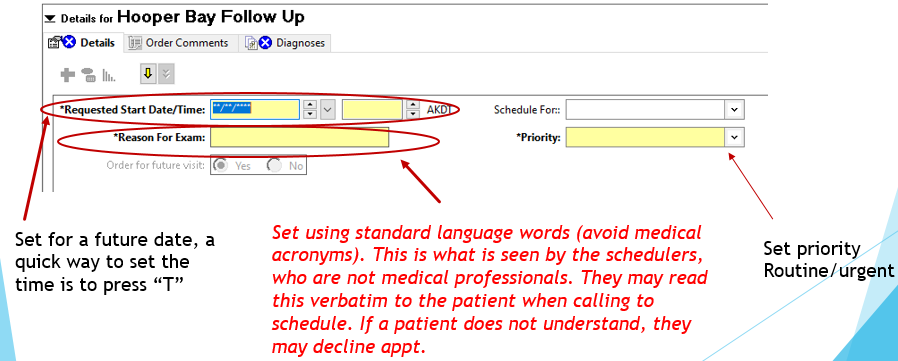 Details for Hooper Bay Follow Up
Details Order Comments Diagnoses
*Requested Start Date/Time: **/**/**** AKDT Schedule For::
*Reason For Exam: *Priority:
Order for future visit: Yes No
Set for a future date, a
quick way to set the
time is to press “T”
Set using standard language words (avoid medical
acronyms). This is what is seen by the schedulers,
who are not medical professionals. They may read
this verbatim to the patient when calling to
schedule. If a patient does not understand, they
may decline appt.
Set priority
Routine/urgent